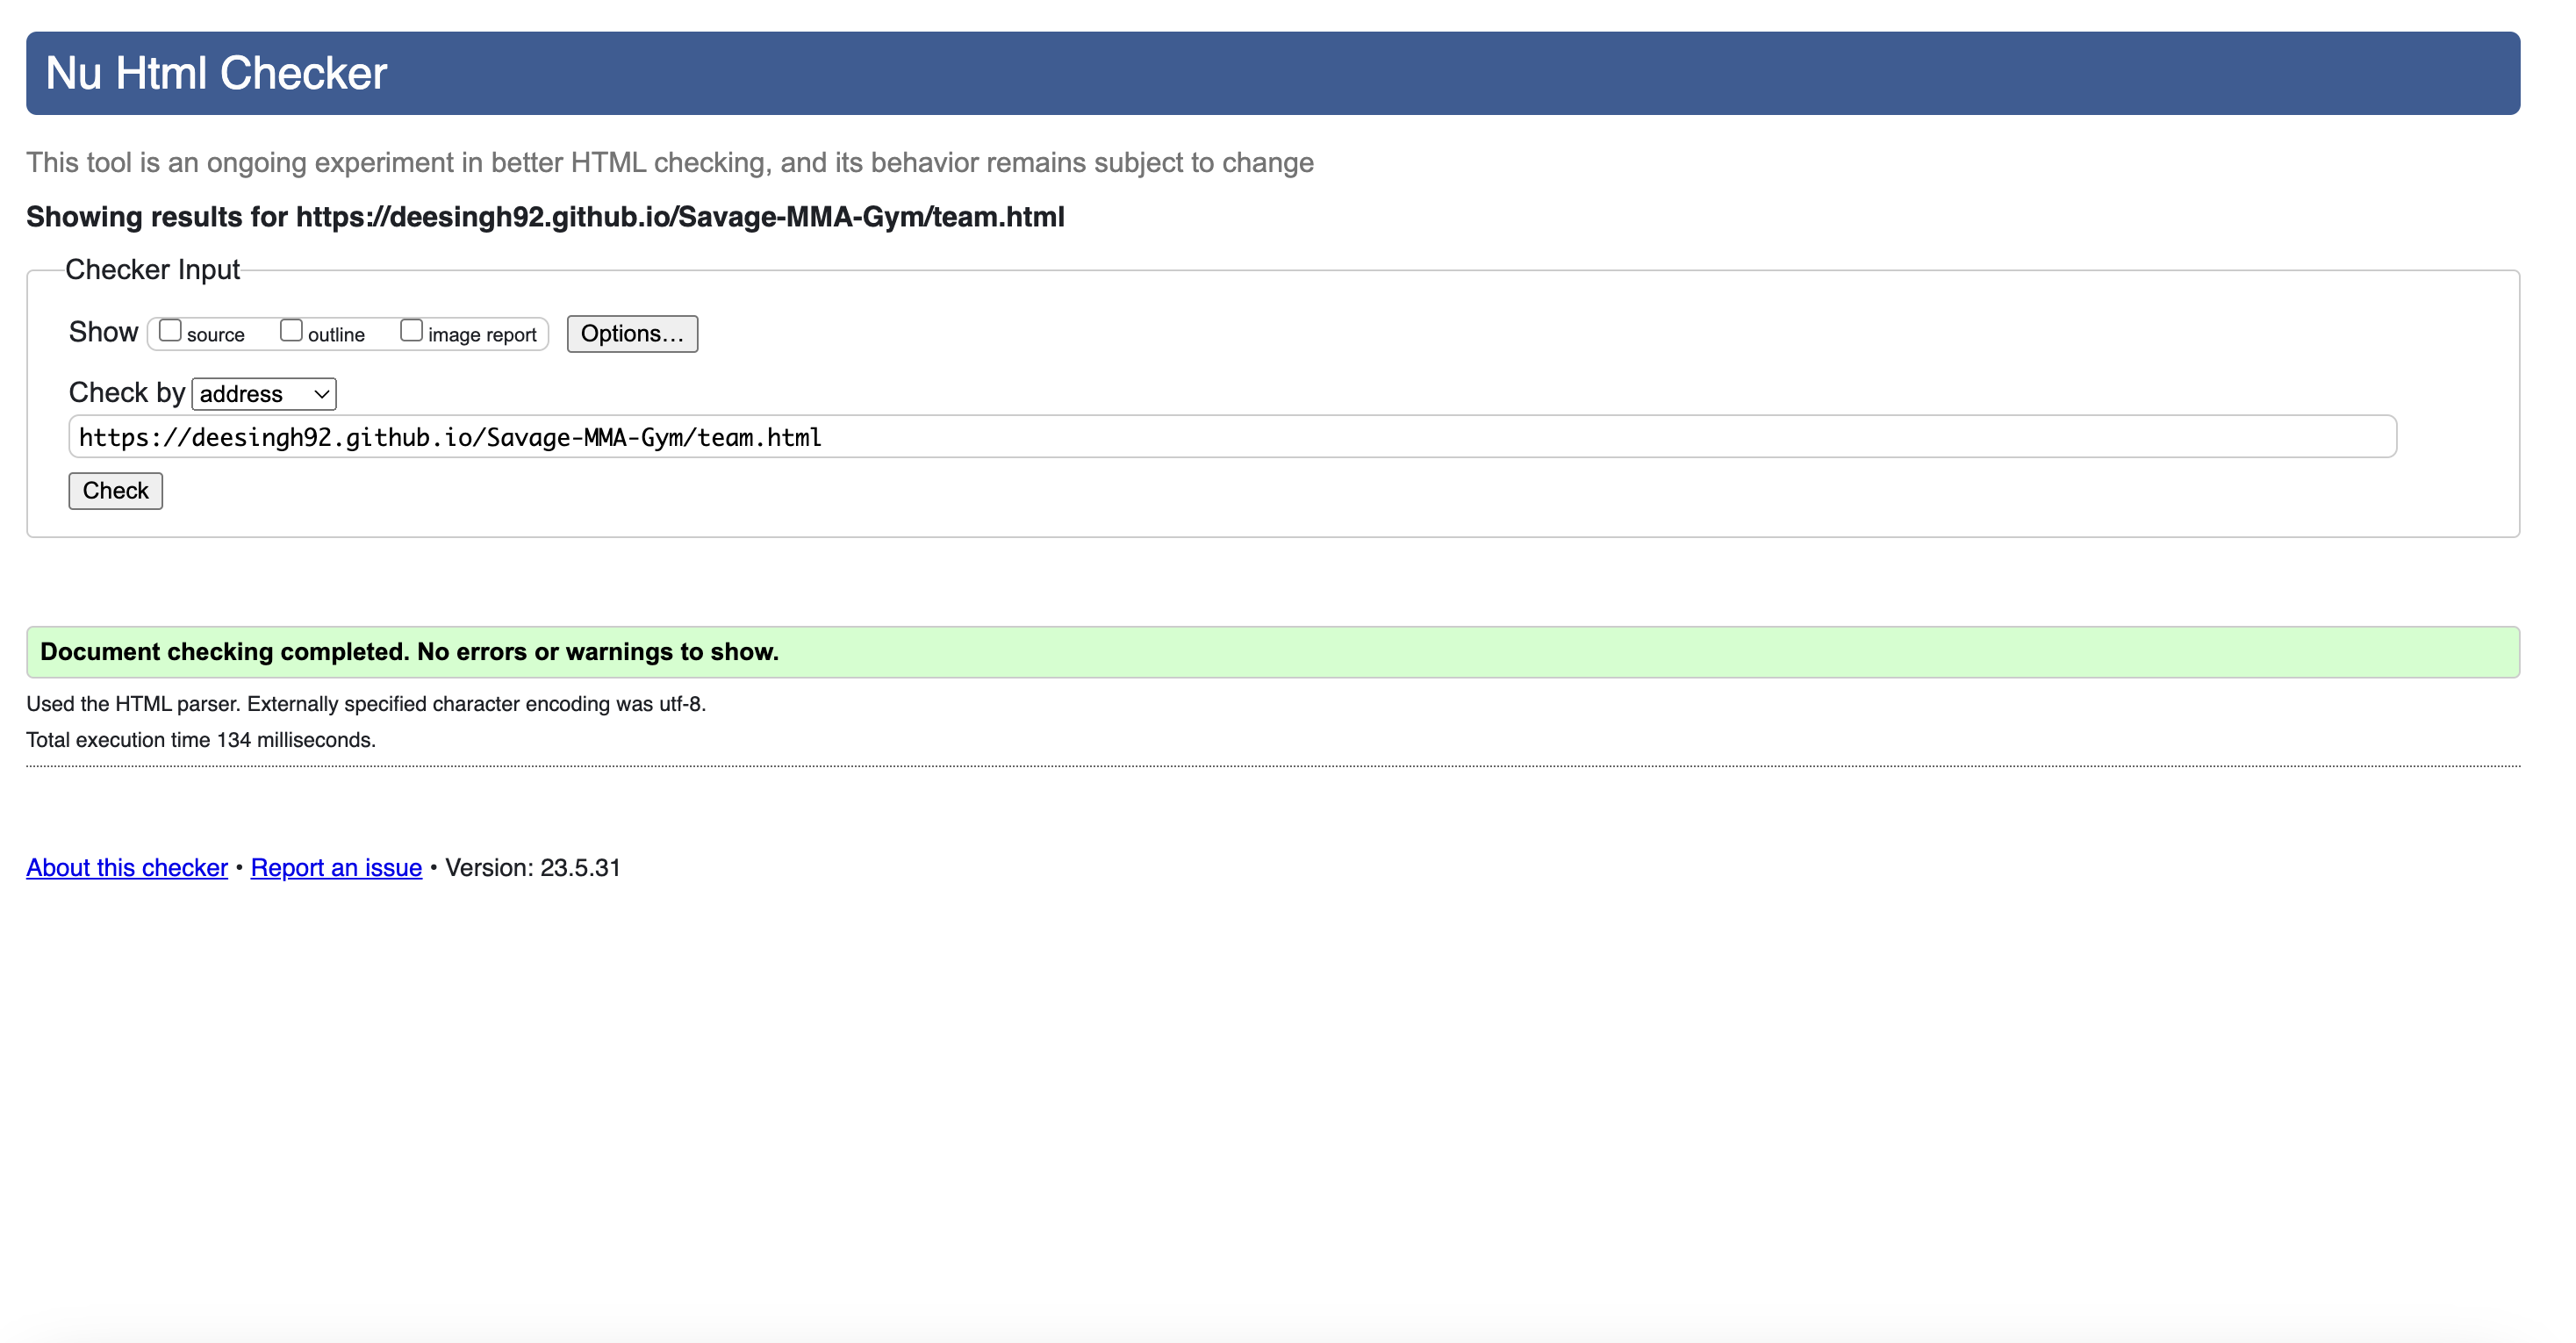 Nu Html Checker
This tool is an ongoing experiment in better HTML checking, and its behavior remains subject to change
Showing results for https://deesingh92.github.io/Savage-MMA-Gym/team.html
Checker Input
Show source outline image report Options...
Check by address
https://deesingh92.github.io/Savage-MMA-Gym/team.html
Check
Document checking completed. No errors or warnings to show.
Used the HTML parser. Externally specified character encoding was utf-8.
Total execution time 134 milliseconds.
About this checker • Report an issue • Version: 23.5.31